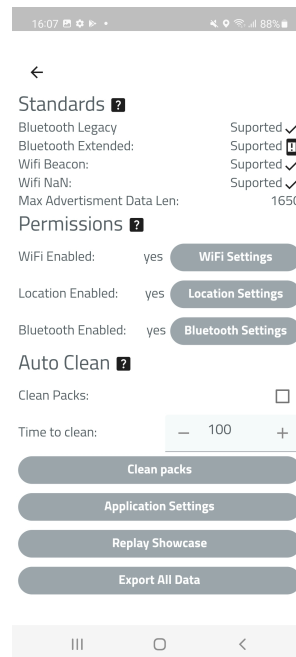 16:07 88%
Standards ?
Bluetooth Legacy Suported
Bluetooth Extended: Suported
Wifi Beacon: Suported
Wifi NaN: Suported
Max Advertisment Data Len: 1650
Permissions ?
WiFi Enabled: yes WiFi Settings
Location Enabled: yes Location Settings
Bluetooth Enabled: yes Bluetooth Settings
Auto Clean ?
Clean Packs:
Time to clean: — 100 +
Clean packs
Application Settings
Replay Showcase
Export All Data